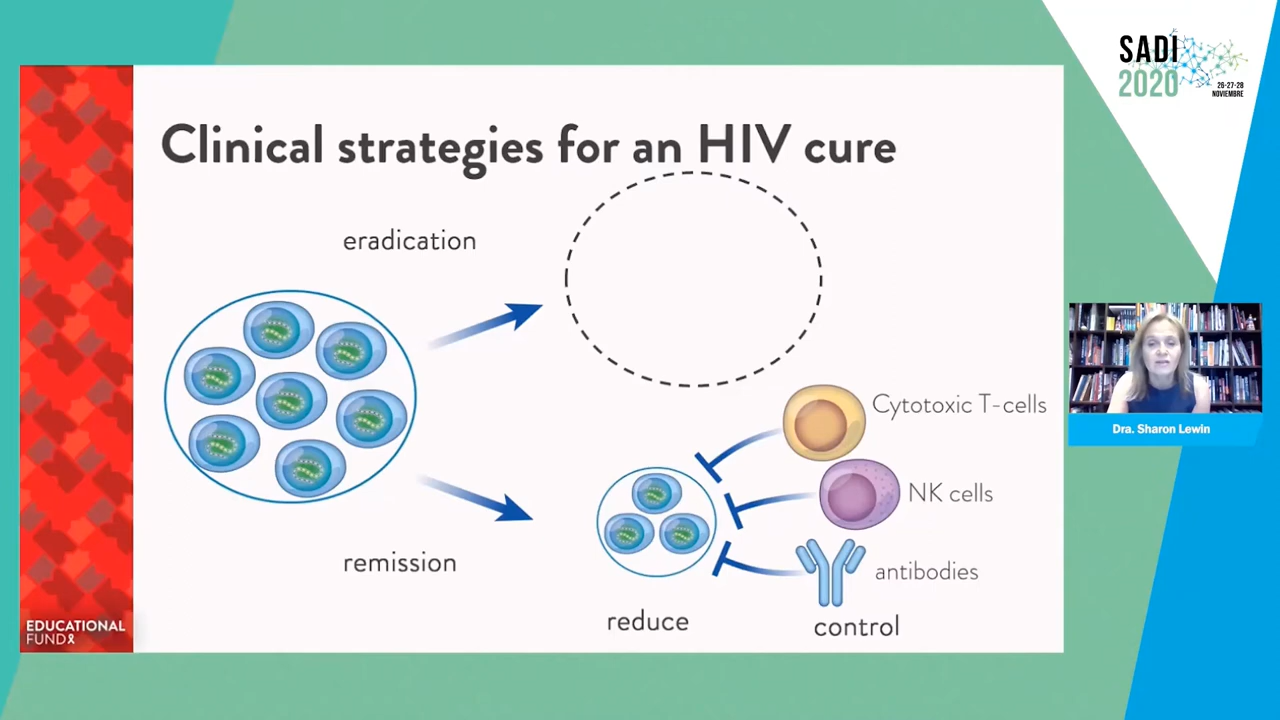 SADI
2020
26-27-28
NOVIEMBRE
Clinical strategies for an HIV cure
eradication
Cytotoxic T-cells
NK cells
antibodies
remission
reduce
control
EDUCATIONAL
FUND
Dra. Sharon Lewin